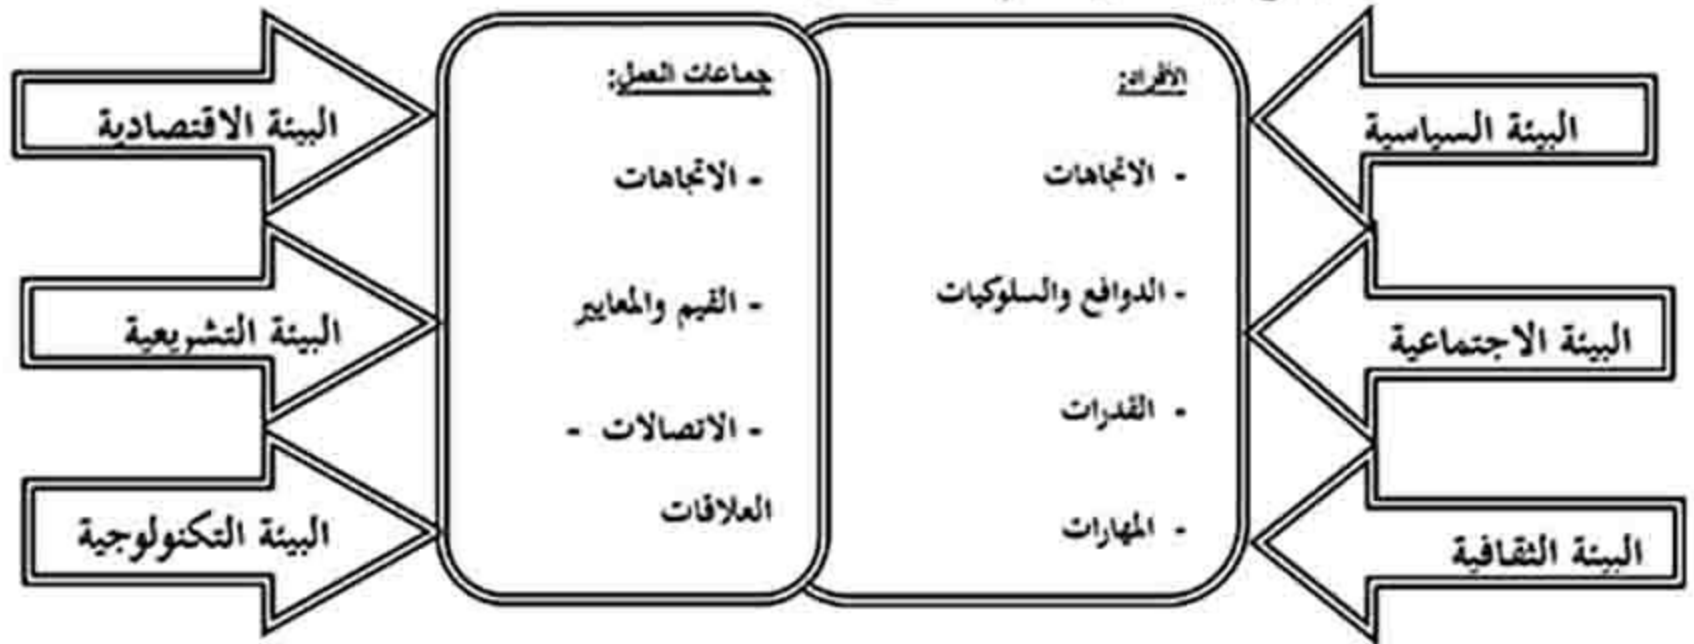 البيئة السياسية
البيئة الاجتماعية
البيئة الثقافية
الأفراد:
- الاتجاهات
- الدوافع والسلوكيات
- القدرات
- المهارات
جماعات العمل:
- الاتجاهات
- القيم والمعايير
- الاتصالات -
العلاقات
البيئة الاقتصادية
البيئة التشريعية
البيئة التكنولوجية